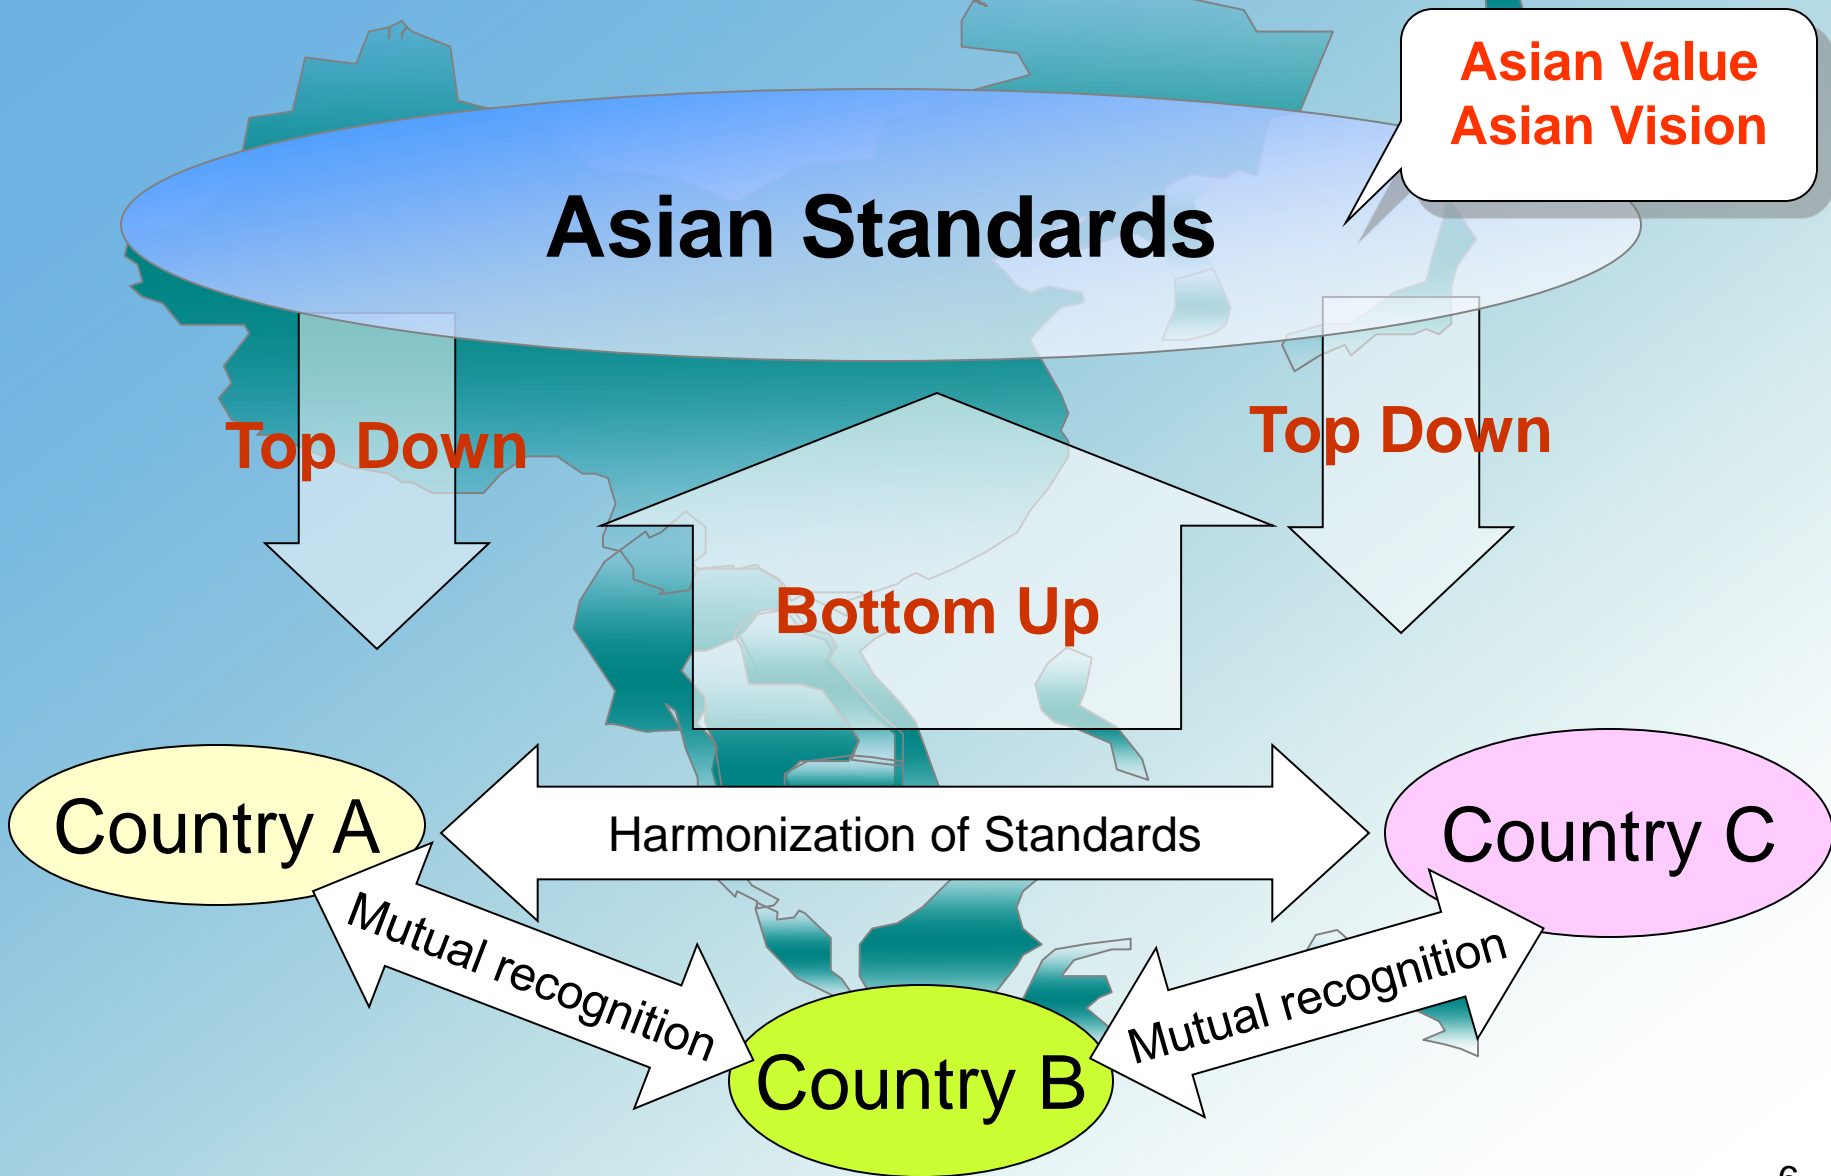 Asian Value
Asian Vision
Asian Standards
Top Down
Top Down
Bottom Up
Country A
Harmonization of Standards
Country C
Mutual recognition
Mutual recognition
Country B